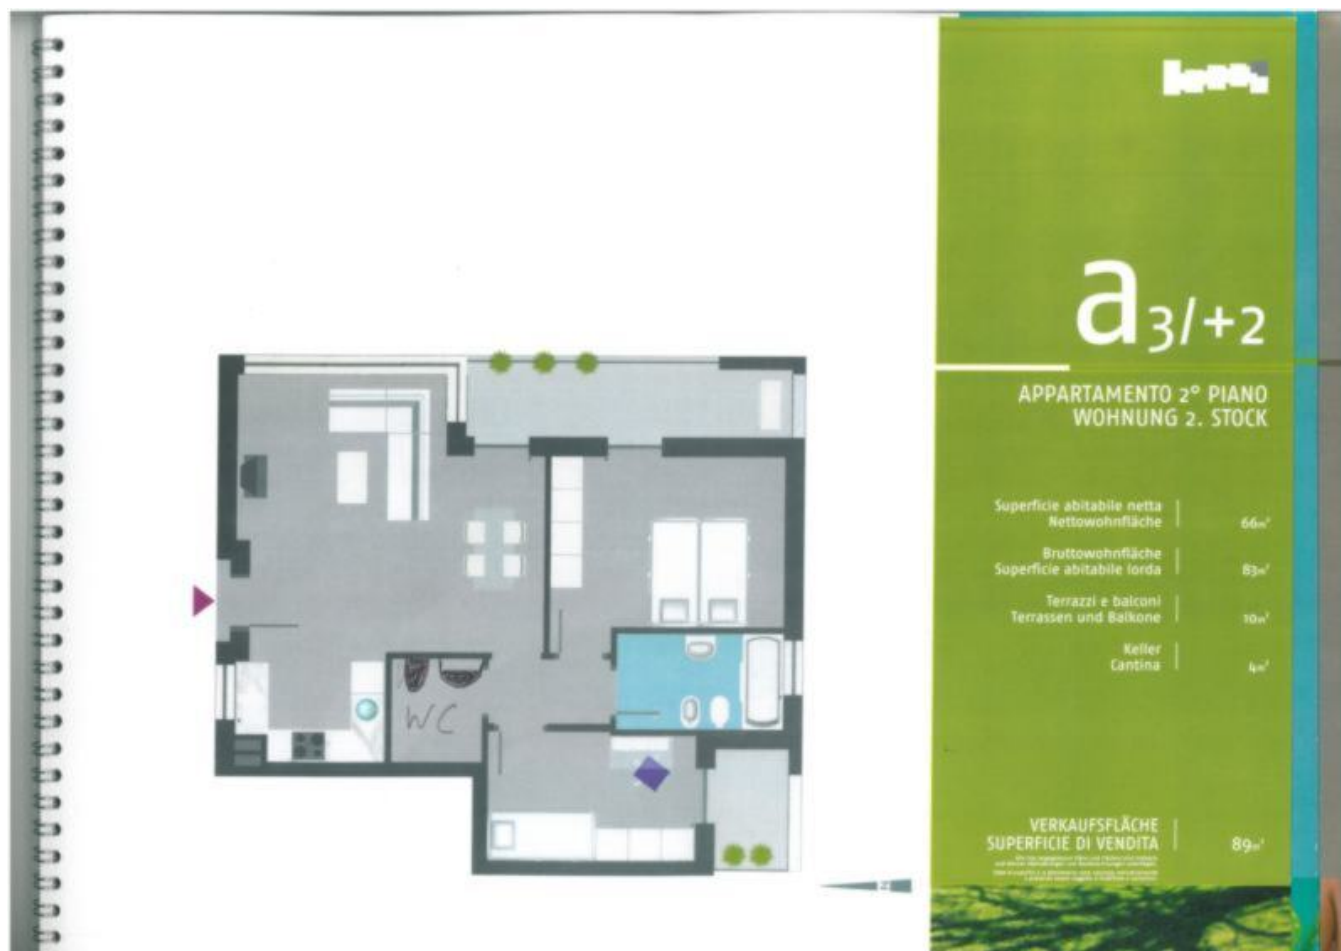 WC
a3/+2
APPARTAMENTO 2° PIANO
WOHNUNG 2. STOCK
Superficie abitabile netta
Nettowohnfläche
66m²
Bruttowohnfläche
Superficie abitabile lorda
83m²
Terrazzi e balconi
Terrassen und Balkone
10m²
Keller
Cantina
4m²
VERKAUFSFLÄCHE
SUPERFICIE DI VENDITA
89m²
N